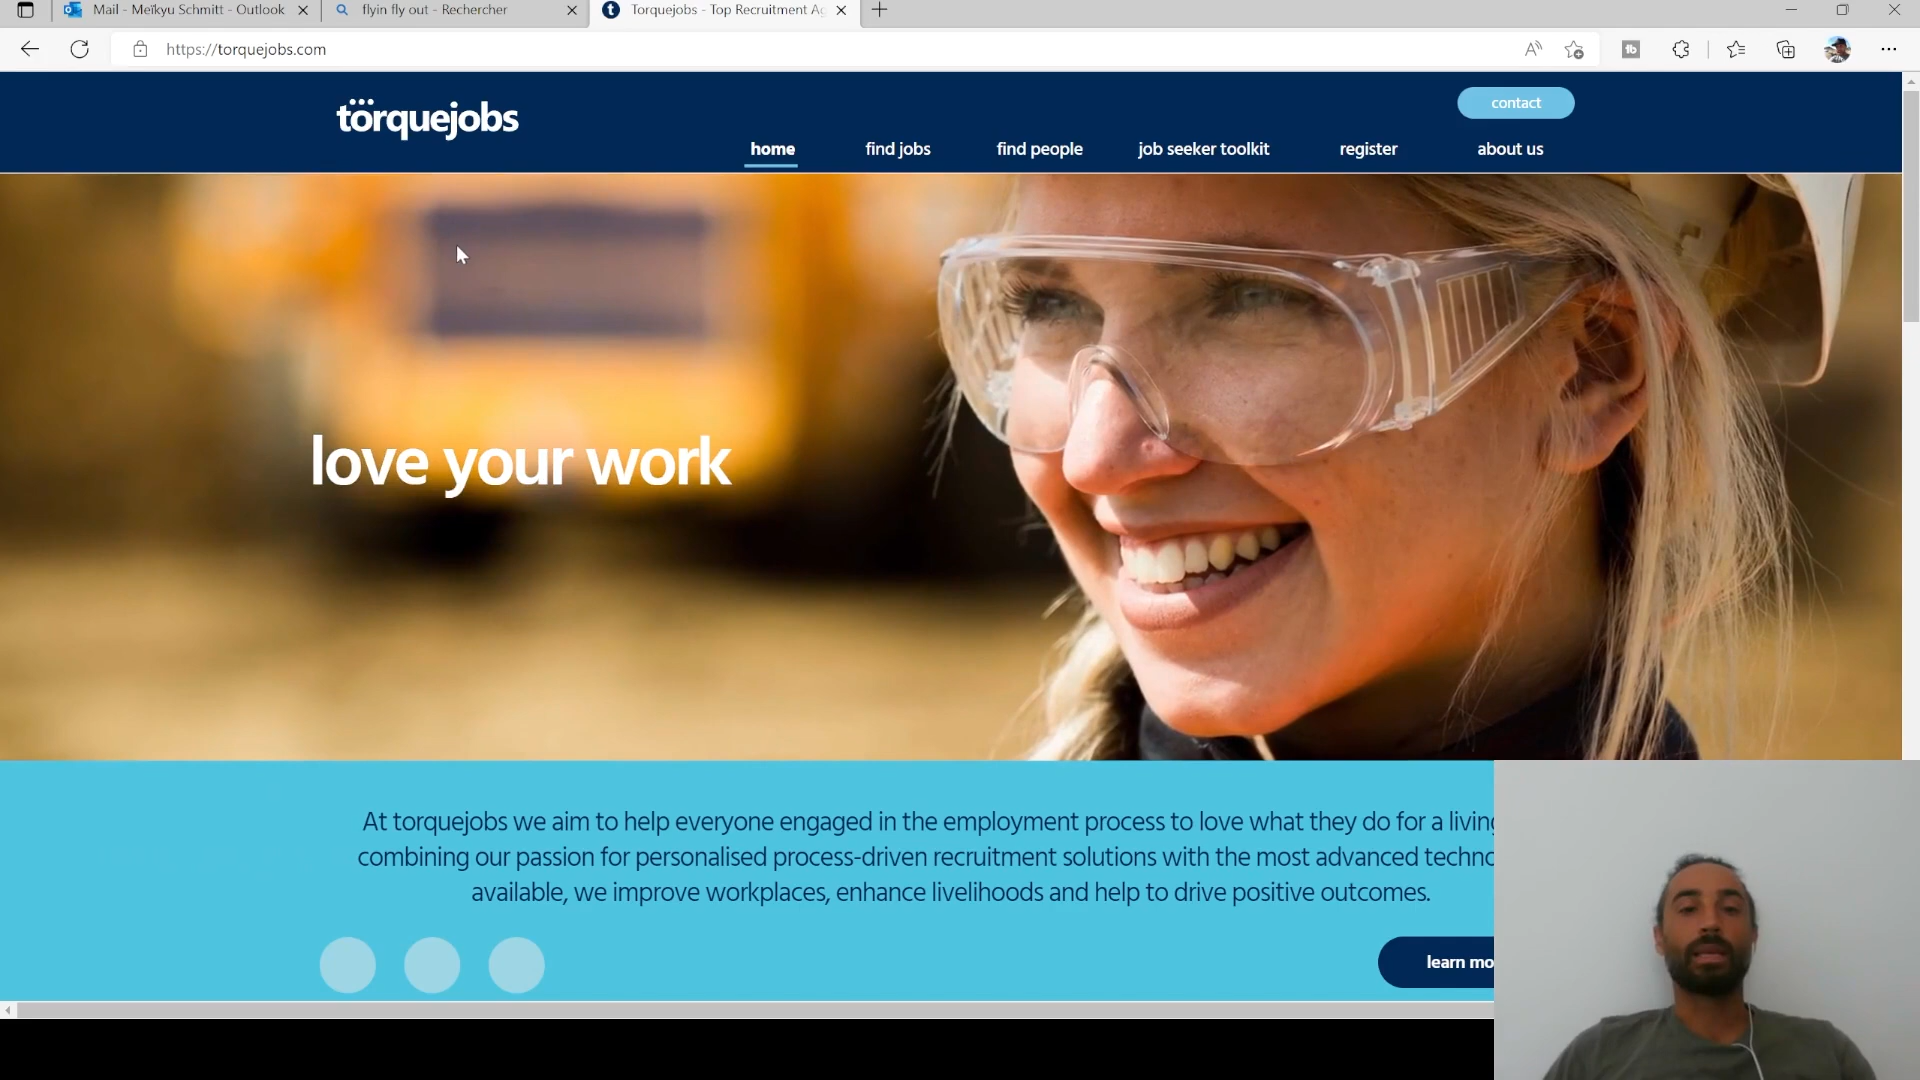 Mail - Meïkyu Schmitt - Outlook
flyin fly out - Rechercher
Torquejobs - Top Recruitment Ag
https://torquejobs.com
törquejobs
contact
home
find jobs
find people
job seeker toolkit
register
about us
love your work
At torquejobs we aim to help everyone engaged in the employment process to love what they do for a living
combining our passion for personalised process-driven recruitment solutions with the most advanced techno
available, we improve workplaces, enhance livelihoods and help to drive positive outcomes.
learn mo